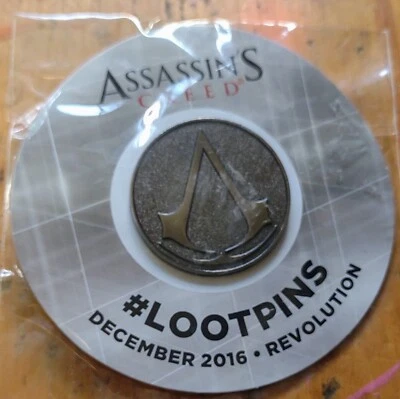 ASSASSIN'S
CREED
#LOOTPINS
DECEMBER 2016 • REVOLUTION